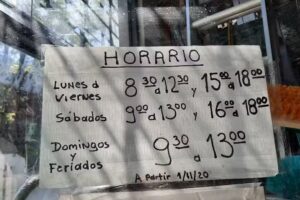 HORARIO
LUNES a VIERNES 8 30 a 12 30 y 15 00 a 18 00
Sábados 9 00 a 13 00 y 16 00 a 18 00
DOMINGOS y FERIADOS 9 30 a 13 00
A Partir 1/11/20